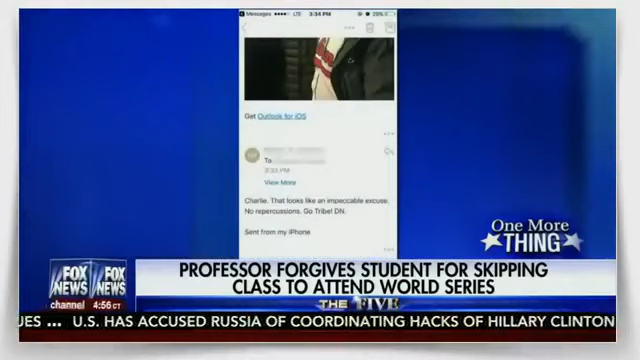 Messages LTE 3:34 PM 29%
Get Outlook for iOS
To
3:33 PM
View More
Charlie. That looks like an impeccable excuse.
No repercussions. Go Tribe! DN.
Sent from my iPhone
One More
THING
FOX NEWS channel
FOX NEWS
4:56 CT
PROFESSOR FORGIVES STUDENT FOR SKIPPING
CLASS TO ATTEND WORLD SERIES
THE FIVE
UES ... U.S. HAS ACCUSED RUSSIA OF COORDINATING HACKS OF HILLARY CLINTON